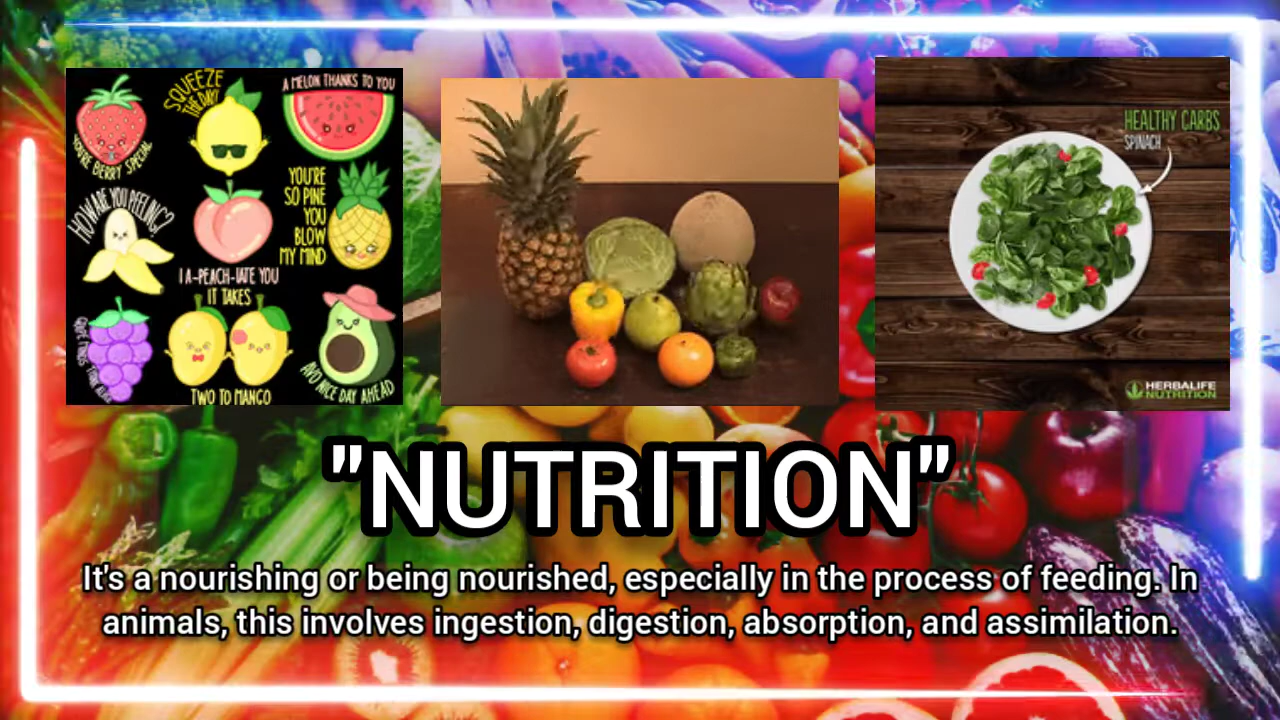 YOU'RE BERRY SPECIAL
SQUEEZE
THE DAY!
A MELON THANKS TO YOU
HOW ARE YOU PEELING?
I A-PEACH-IATE YOU
YOU'RE
SO PINE
YOU
BLOW
MY MIND
IT TAKES
TWO TO MANGO
AVO NICE DAY AHEAD
HEALTHY CARBS
SPINACH
HERBALIFE
NUTRITION
"NUTRITION"
It's a nourishing or being nourished, especially in the process of feeding. In
animals, this involves ingestion, digestion, absorption, and assimilation.